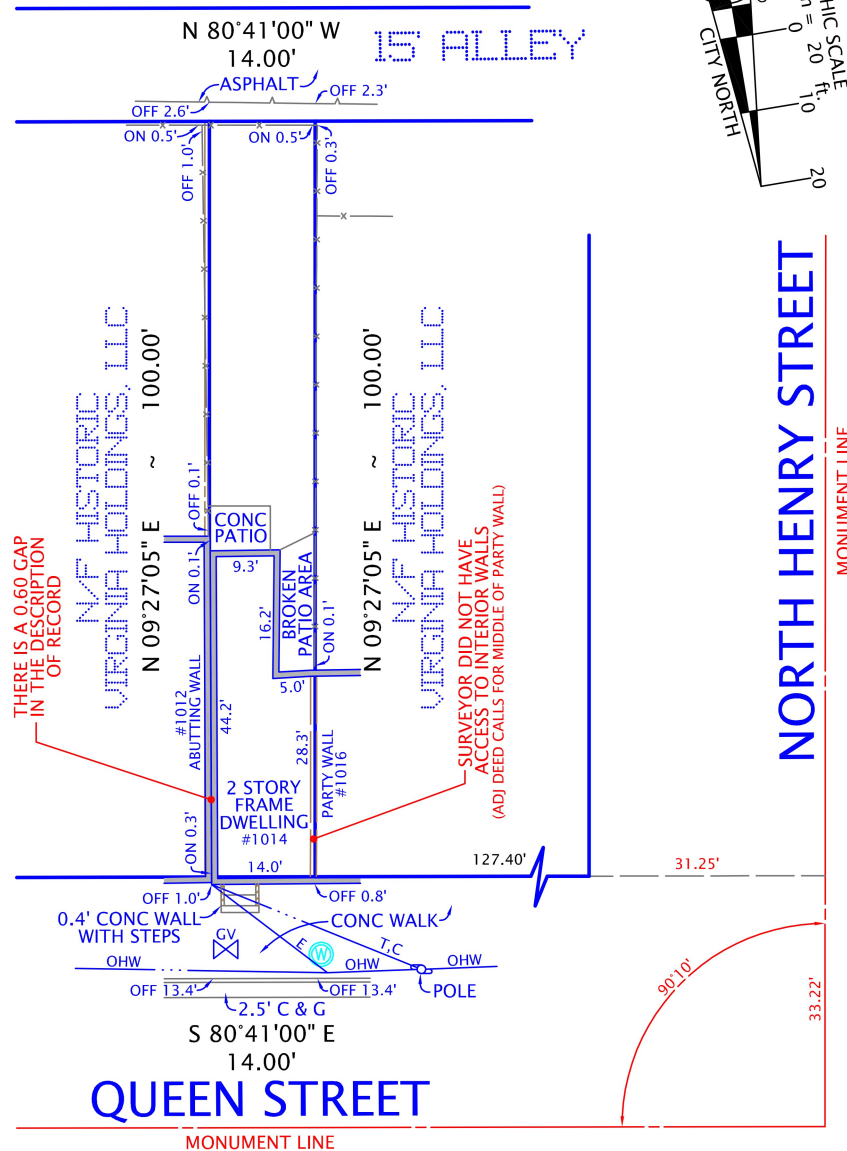 N 80°41'00" W
14.00'
15' ALLEY
HIC SCALE
= 20 ft.
0
10
20
CITY NORTH
ASPHALT
OFF 2.3'
OFF 2.6'
ON 0.5'
ON 0.5'
OFF 1.0'
OFF 0.3'
N/F HISTORIC
VIRGINIA HOLDINGS, LLC
N 09°27'05" E ~ 100.00'
N 09°27'05" E ~ 100.00'
N/F HISTORIC
VIRGINIA HOLDINGS, LLC
NORTH HENRY STREET
MONUMENT LINE
OFF 0.1'
ON 0.1'
CONC
PATIO
9.3'
16.2'
BROKEN
PATIO AREA
ON 0.1'
5.0'
THERE IS A 0.60 GAP
IN THE DESCRIPTION
OF RECORD
#1012
ABUTTING WALL
44.2'
28.3'
PARTY WALL
#1016
SURVEYOR DID NOT HAVE
ACCESS TO INTERIOR WALLS
(ADJ DEED CALLS FOR MIDDLE OF PARTY WALL)
2 STORY
FRAME
DWELLING
#1014
ON 0.3'
14.0'
127.40'
31.25'
OFF 1.0'
OFF 0.8'
0.4' CONC WALL
WITH STEPS
CONC WALK
GV
W
E
T,C
OHW
OHW
OHW
POLE
OFF 13.4'
OFF 13.4'
2.5' C & G
90°10'
33.22'
S 80°41'00" E
14.00'
QUEEN STREET
MONUMENT LINE